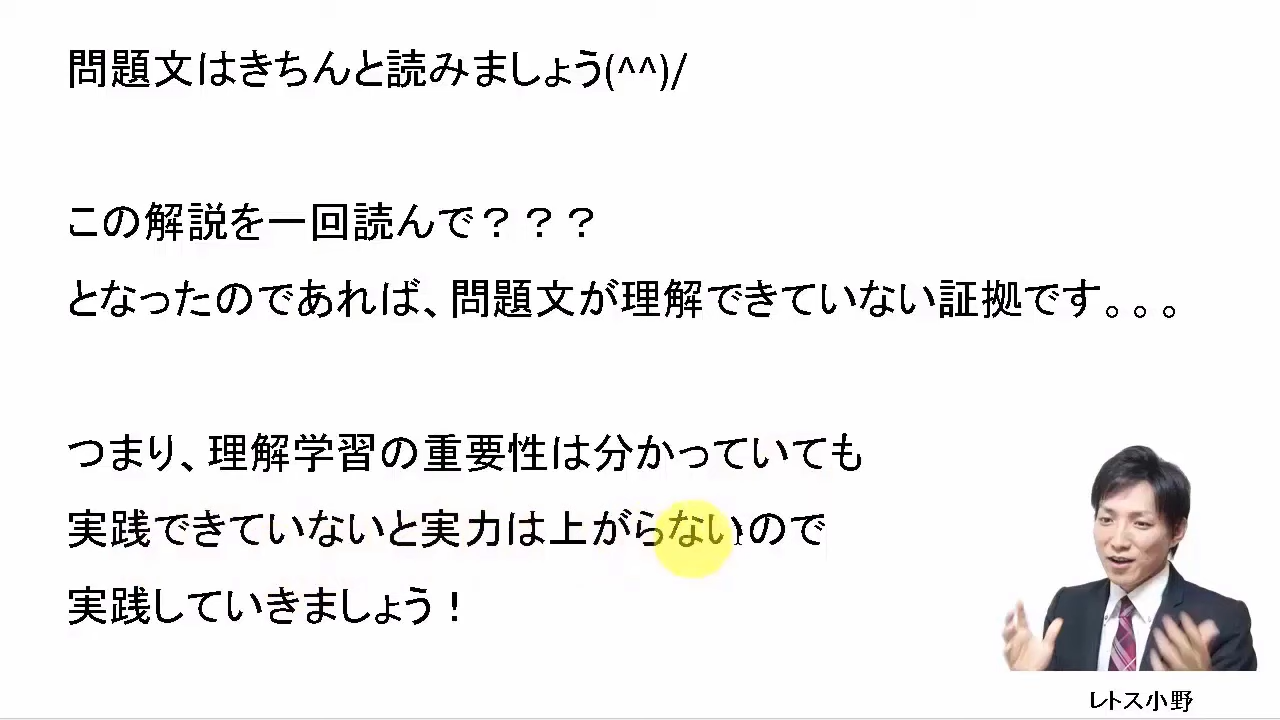 問題文はきちんと読みましょう(^^)/
この解説を一回読んで？？？
となったのであれば、問題文が理解できていない証拠です。。。
つまり、理解学習の重要性は分かっていても
実践できていないと実力は上がらないので
実践していきましょう！
レトス小野